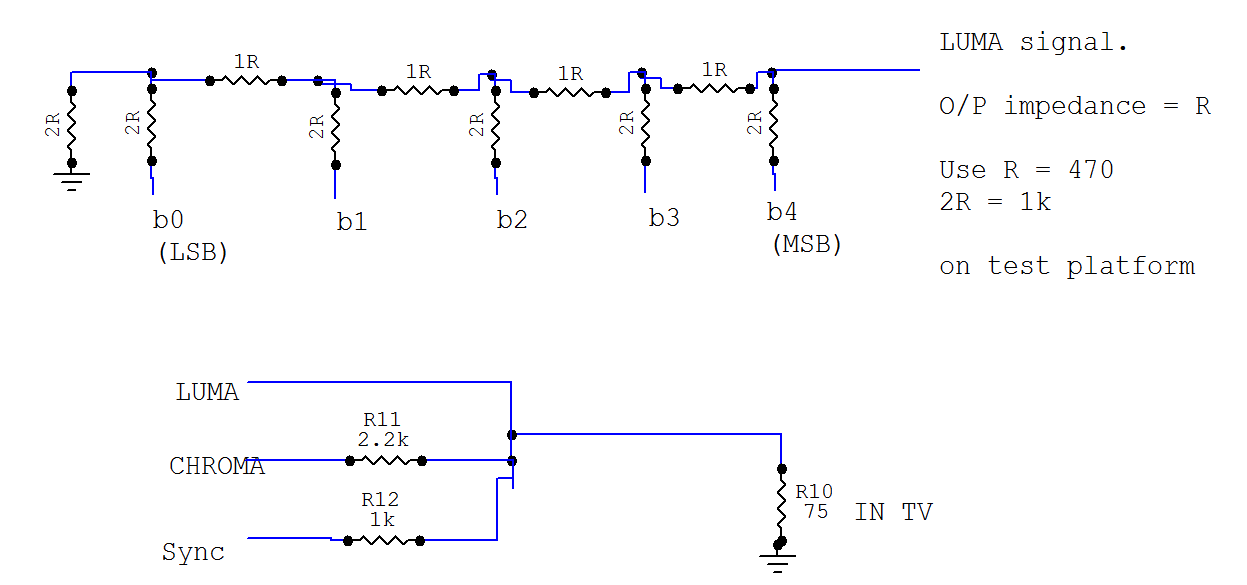 LUMA signal.
1R
1R
1R
1R
O/P impedance = R
2R
2R
2R
2R
2R
2R
Use R = 470
2R = 1k
b0
b1
b2
b3
b4
(LSB)
(MSB)
on test platform
LUMA
R11
2.2k
CHROMA
R12
1k
R10
75
IN TV
Sync